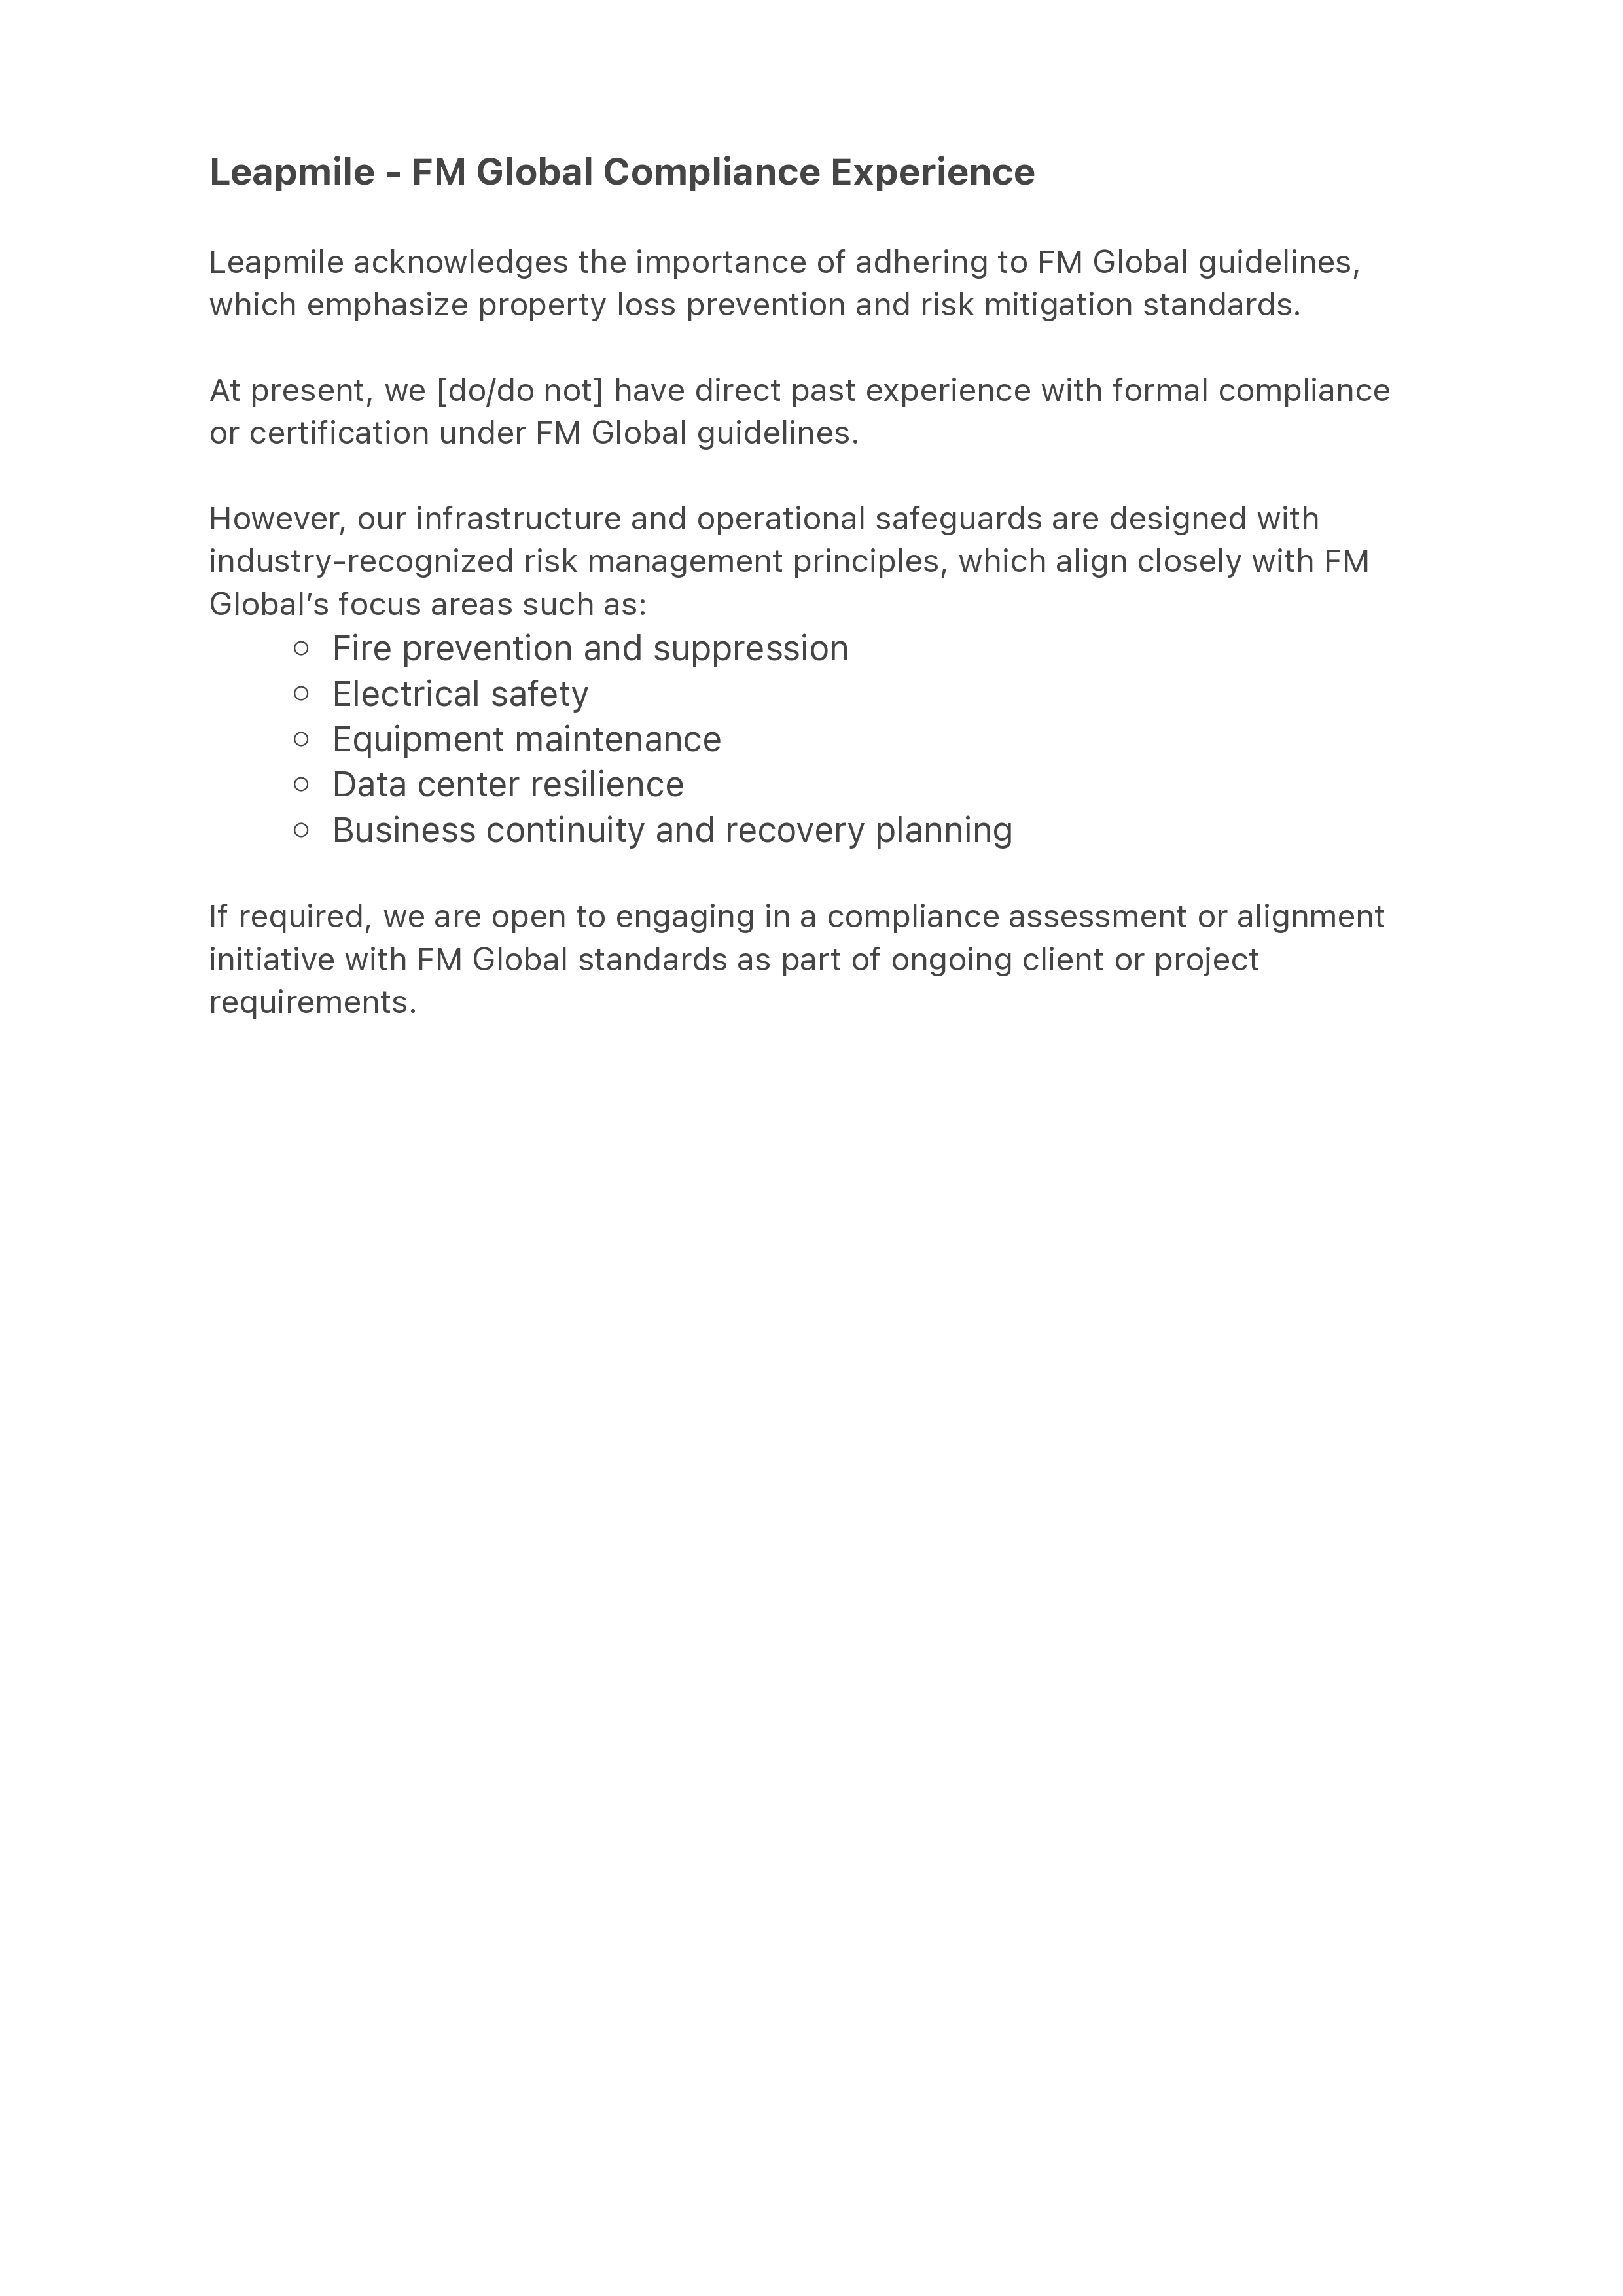 Leapmile - FM Global Compliance Experience
Leapmile acknowledges the importance of adhering to FM Global guidelines,
which emphasize property loss prevention and risk mitigation standards.
At present, we [do/do not] have direct past experience with formal compliance
or certification under FM Global guidelines.
However, our infrastructure and operational safeguards are designed with
industry-recognized risk management principles, which align closely with FM
Global’s focus areas such as:
○ Fire prevention and suppression
○ Electrical safety
○ Equipment maintenance
○ Data center resilience
○ Business continuity and recovery planning
If required, we are open to engaging in a compliance assessment or alignment
initiative with FM Global standards as part of ongoing client or project
requirements.